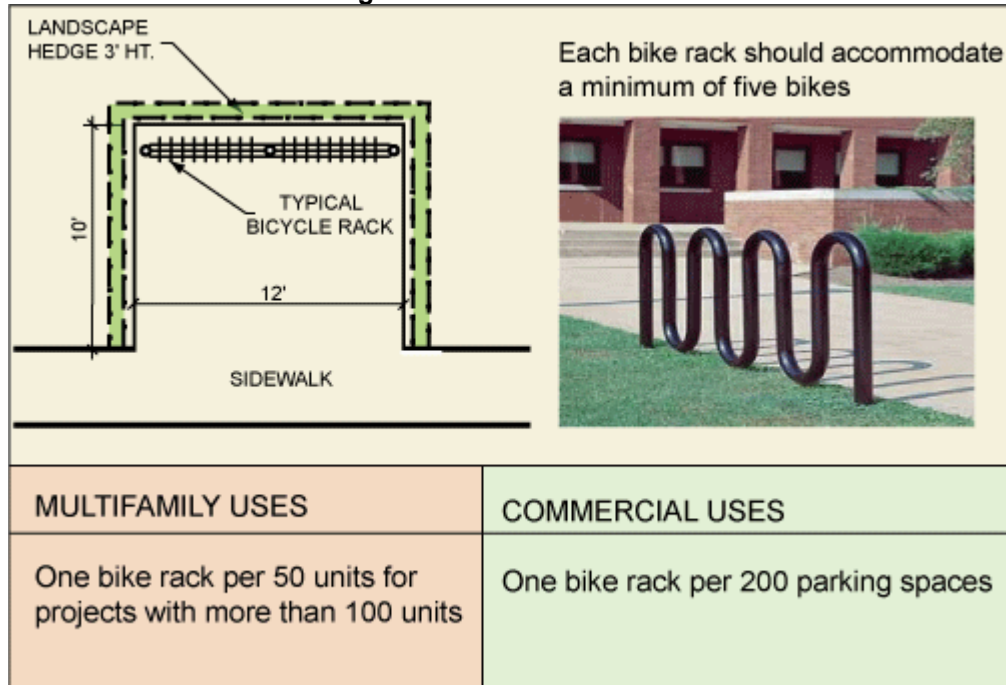 LANDSCAPE
HEDGE 3' HT.
Each bike rack should accommodate
a minimum of five bikes
TYPICAL
BICYCLE RACK
10'
12'
SIDEWALK
MULTIFAMILY USES
One bike rack per 50 units for
projects with more than 100 units
COMMERCIAL USES
One bike rack per 200 parking spaces